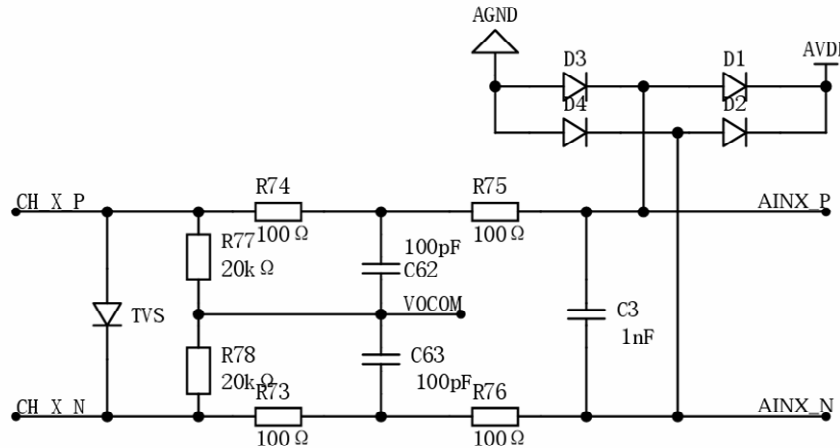 AGND
D3
D1
AVD
D4
D2
CH_X_P
R74
R75
AINX_P
100Ω
100Ω
R77
20kΩ
100pF
C62
TVS
VOCOM
C3
1nF
R78
20kΩ
C63
100pF
CH_X_N
R73
R76
AINX_N
100Ω
100Ω